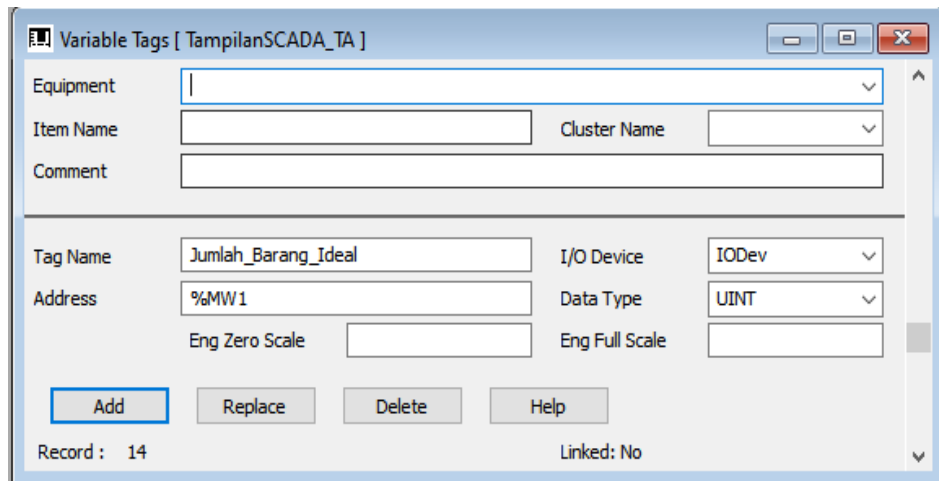 Variable Tags [ TampilanSCADA_TA ]
Equipment
Item Name Cluster Name
Comment
Tag Name Jumlah_Barang_Ideal I/O Device IODev
Address %MW1 Data Type UINT
Eng Zero Scale Eng Full Scale
Add Replace Delete Help
Record : 14 Linked: No